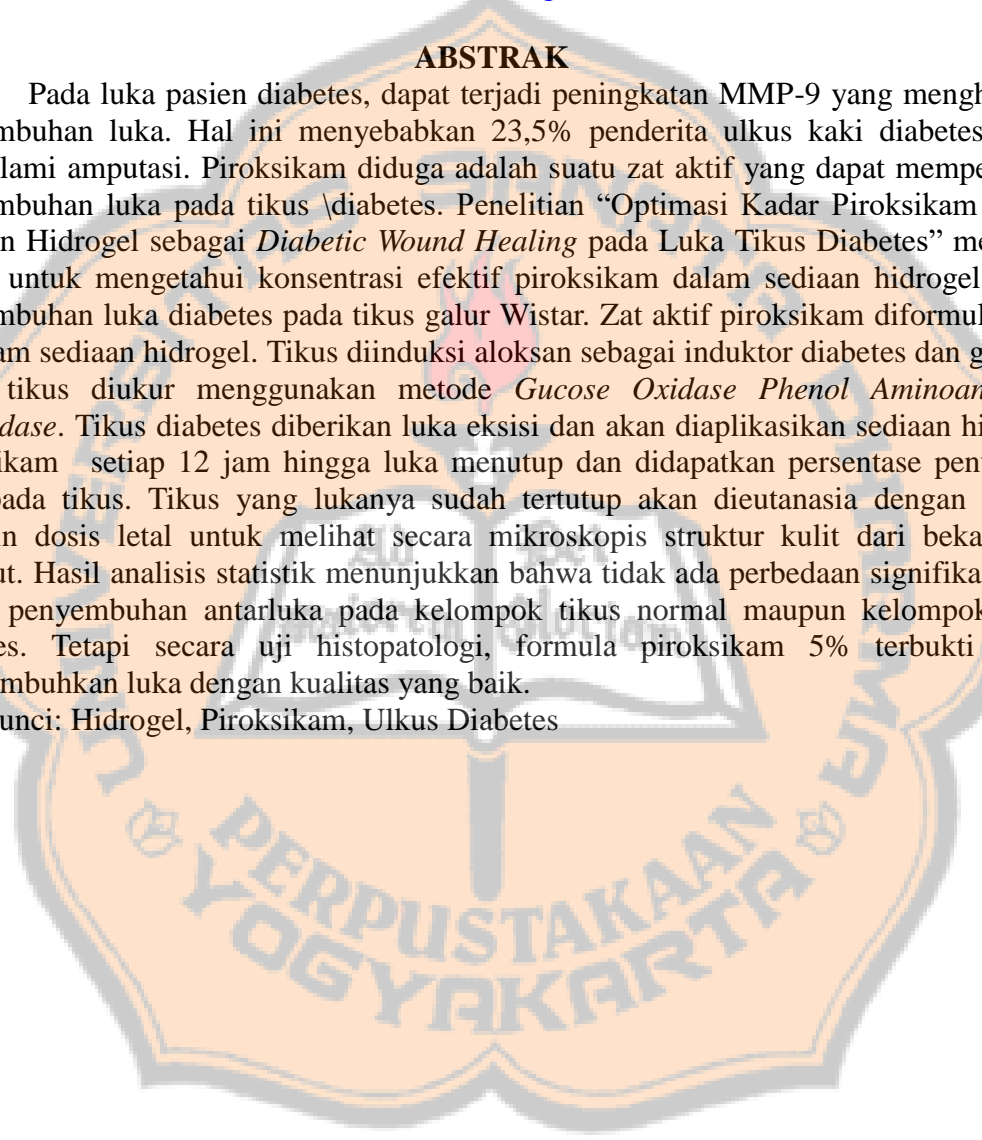 ABSTRAK
Pada luka pasien diabetes, dapat terjadi peningkatan MMP-9 yang mengh
mbuhan luka. Hal ini menyebabkan 23,5% penderita ulkus kaki diabetes
lami amputasi. Piroksikam diduga adalah suatu zat aktif yang dapat mempe
mbuhan luka pada tikus \diabetes. Penelitian “Optimasi Kadar Piroksikam
n Hidrogel sebagai Diabetic Wound Healing pada Luka Tikus Diabetes” me
untuk mengetahui konsentrasi efektif piroksikam dalam sediaan hidrogel
mbuhan luka diabetes pada tikus galur Wistar. Zat aktif piroksikam diformul
am sediaan hidrogel. Tikus diinduksi aloksan sebagai induktor diabetes dan g
tikus diukur menggunakan metode Gucose Oxidase Phenol Aminoan
dase. Tikus diabetes diberikan luka eksisi dan akan diaplikasikan sediaan hi
ikam setiap 12 jam hingga luka menutup dan didapatkan persentase pen
pada tikus. Tikus yang lukanya sudah tertutup akan dieutanasia dengan
n dosis letal untuk melihat secara mikroskopis struktur kulit dari beka
ut. Hasil analisis statistik menunjukkan bahwa tidak ada perbedaan signifika
penyembuhan antarluka pada kelompok tikus normal maupun kelompok
es. Tetapi secara uji histopatologi, formula piroksikam 5% terbukti
mbuhkan luka dengan kualitas yang baik.
unci: Hidrogel, Piroksikam, Ulkus Diabetes
UNIVERSITAS SANATA DHARMA
PERPUSTAKAAN
YOGYAKARTA